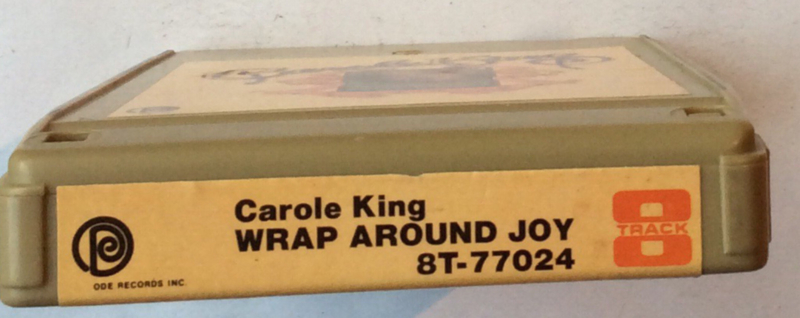 Carole King
WRAP AROUND JOY
8T-77024
8
TRACK
ODE RECORDS INC.